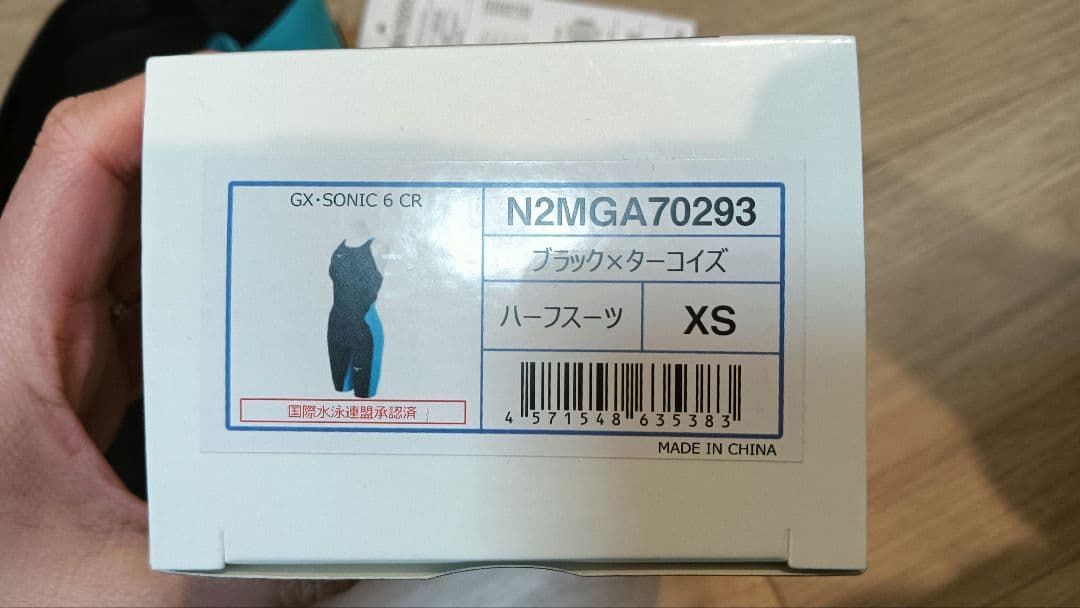 GX・SONIC 6 CR
N2MGA70293
ブラック×ターコイズ
ハーフスーツ
XS
国際水泳連盟承認済
4 571548 635383
MADE IN CHINA